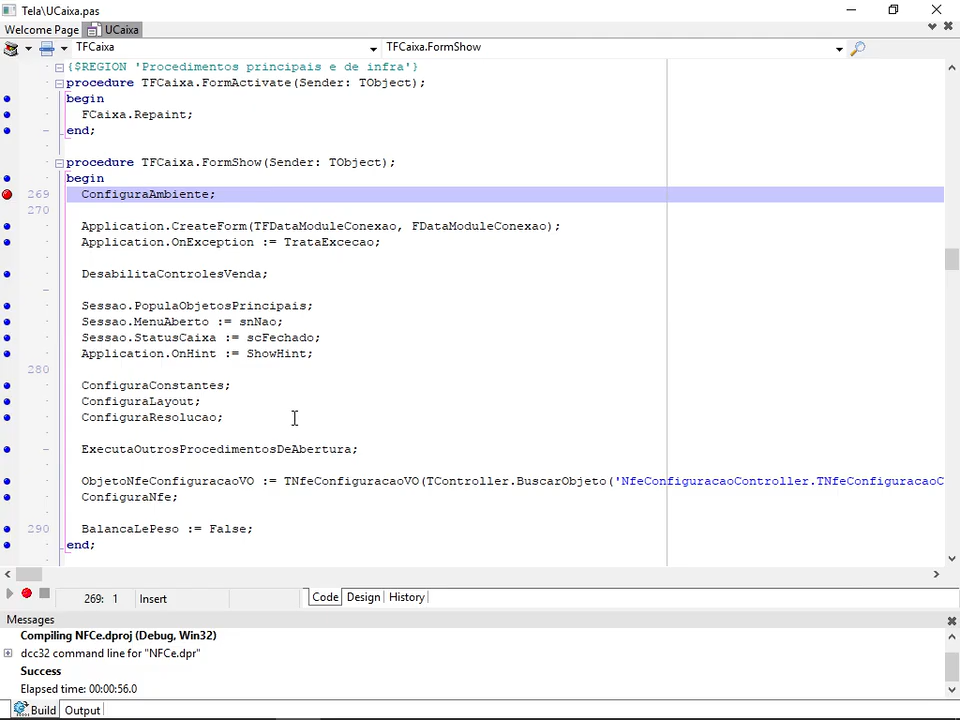 Tela\UCaixa.pas
Welcome Page UCaixa
TFCaixa TFCaixa.FormShow
{$REGION 'Procedimentos principais e de infra'}
procedure TFCaixa.FormActivate(Sender: TObject);
begin
FCaixa.Repaint;
end;
procedure TFCaixa.FormShow(Sender: TObject);
begin
269 ConfiguraAmbiente;
270
Application.CreateForm(TFDataModuleConexao, FDataModuleConexao);
Application.OnException := TrataExcecao;
DesabilitaControlesVenda;
Sessao.PopulaObjetosPrincipais;
Sessao.MenuAberto := snNao;
Sessao.StatusCaixa := scFechado;
Application.OnHint := ShowHint;
280
ConfiguraConstantes;
ConfiguraLayout;
ConfiguraResolucao;
ExecutaOutrosProcedimentosDeAbertura;
ObjetoNfeConfiguracaoVO := TNfeConfiguracaoVO(TController.BuscarObjeto('NfeConfiguracaoController.TNfeConfiguracaoC
ConfiguraNfe;
290 BalancaLePeso := False;
end;
269: 1 Insert Code Design History
Messages
Compiling NFCe.dproj (Debug, Win32)
dcc32 command line for "NFCe.dpr"
Success
Elapsed time: 00:00:56.0
Build Output